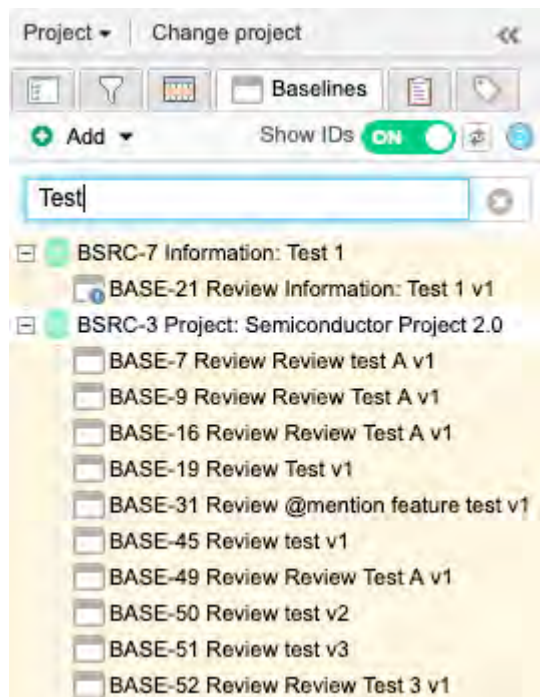 Project
Change project
Baselines
Add
Show IDs ON
Test
BSRC-7 Information: Test 1
BASE-21 Review Information: Test 1 v1
BSRC-3 Project: Semiconductor Project 2.0
BASE-7 Review Review test A v1
BASE-9 Review Review Test A v1
BASE-16 Review Review Test A v1
BASE-19 Review Test v1
BASE-31 Review @mention feature test v1
BASE-45 Review test v1
BASE-49 Review Review Test A v1
BASE-50 Review test v2
BASE-51 Review test v3
BASE-52 Review Review Test 3 v1